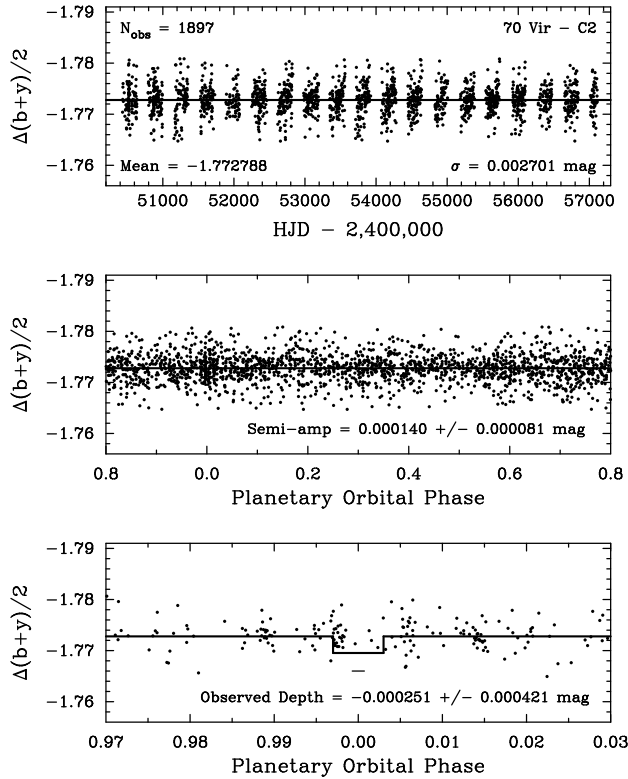 −1.79
N_obs = 1897 70 Vir − C2
−1.78
−1.77
−1.76
Δ(b+y)/2
Mean = −1.772788 σ = 0.002701 mag
51000 52000 53000 54000 55000 56000 57000
HJD − 2,400,000
−1.79
−1.78
−1.77
−1.76
Δ(b+y)/2
Semi−amp = 0.000140 +/− 0.000081 mag
0.8 0.0 0.2 0.4 0.6 0.8
Planetary Orbital Phase
−1.79
−1.78
−1.77
−1.76
Δ(b+y)/2
Observed Depth = −0.000251 +/− 0.000421 mag
0.97 0.98 0.99 0.00 0.01 0.02 0.03
Planetary Orbital Phase